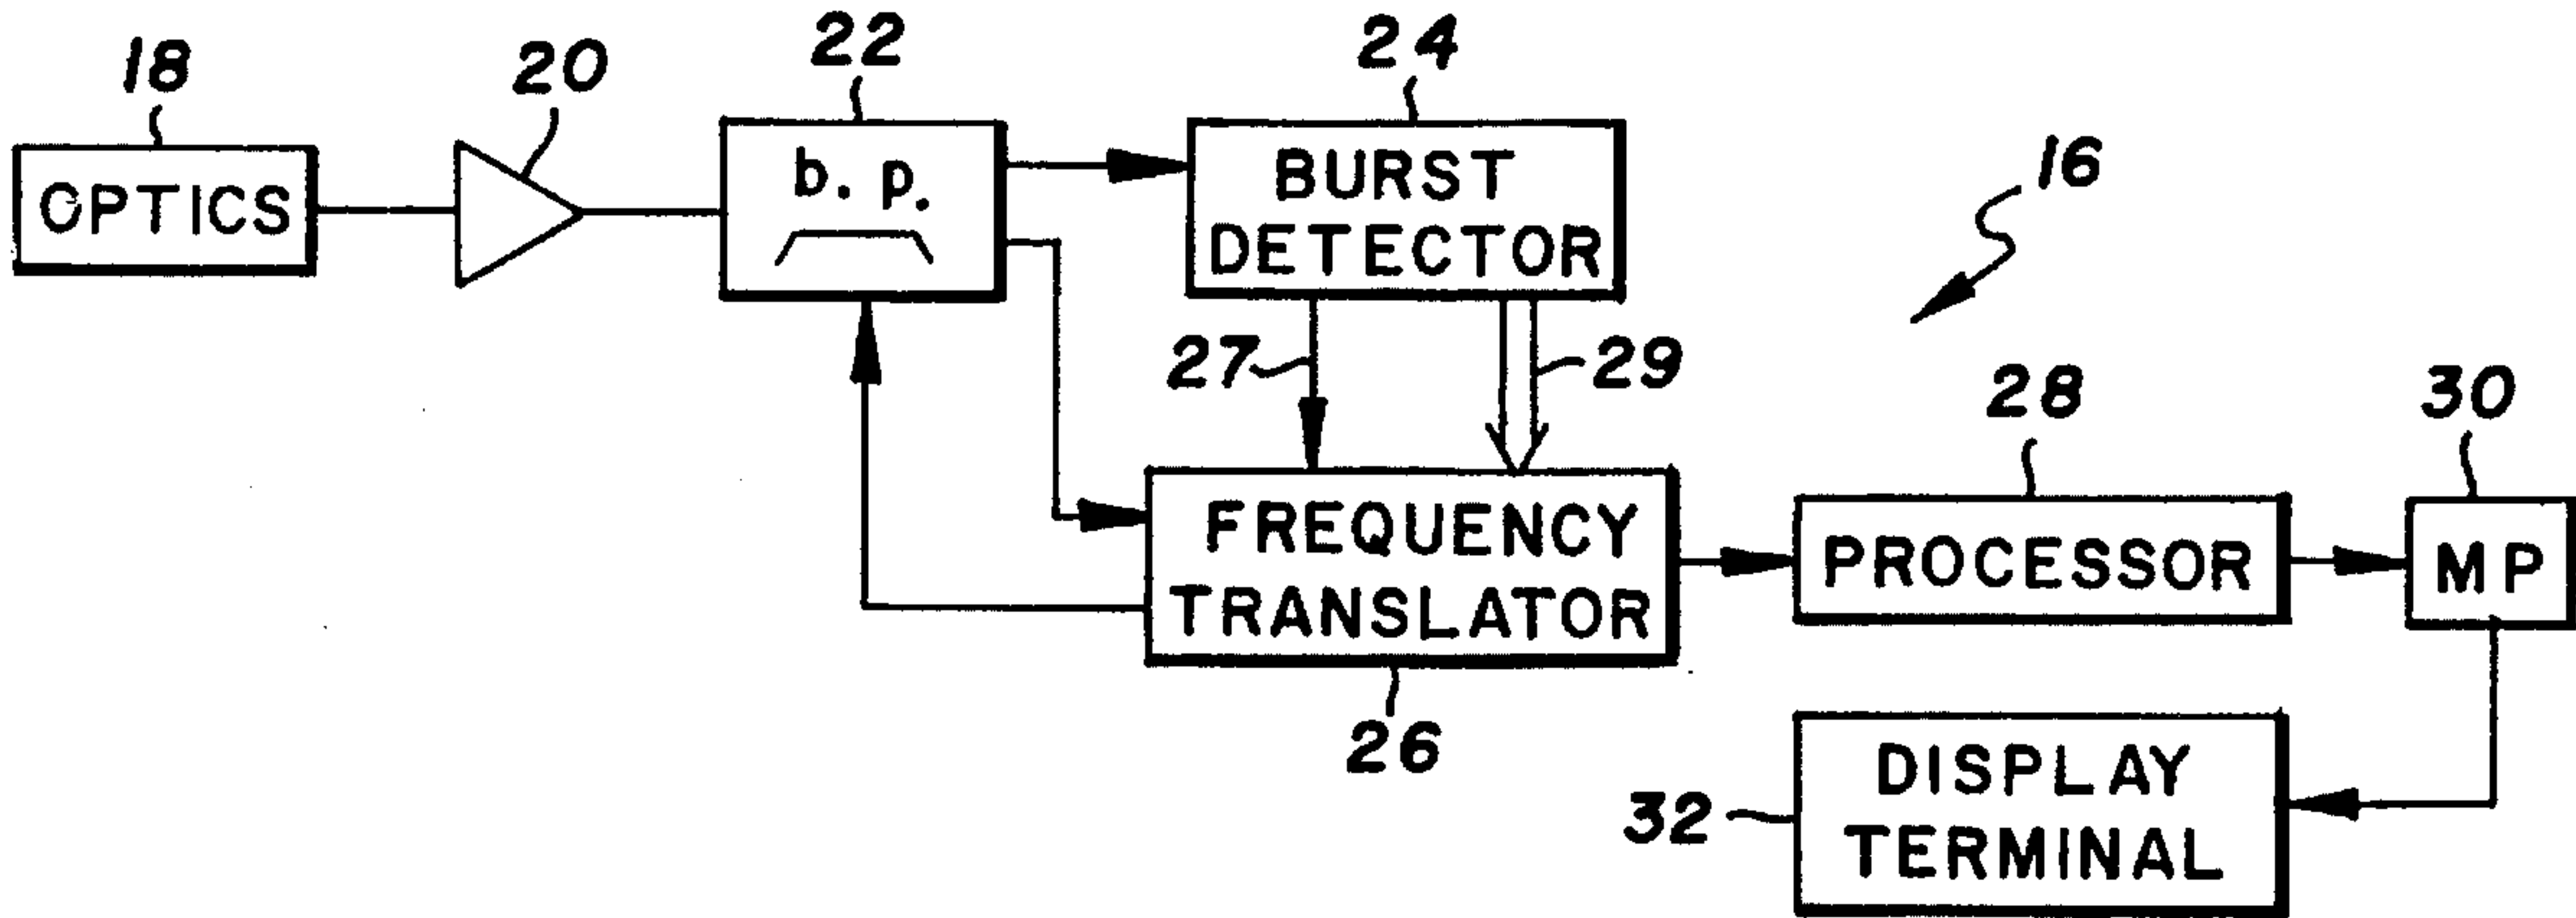 18
20
22
24
16
OPTICS
b. p.
BURST
DETECTOR
27
29
28
30
FREQUENCY
TRANSLATOR
PROCESSOR
MP
26
32
DISPLAY
TERMINAL